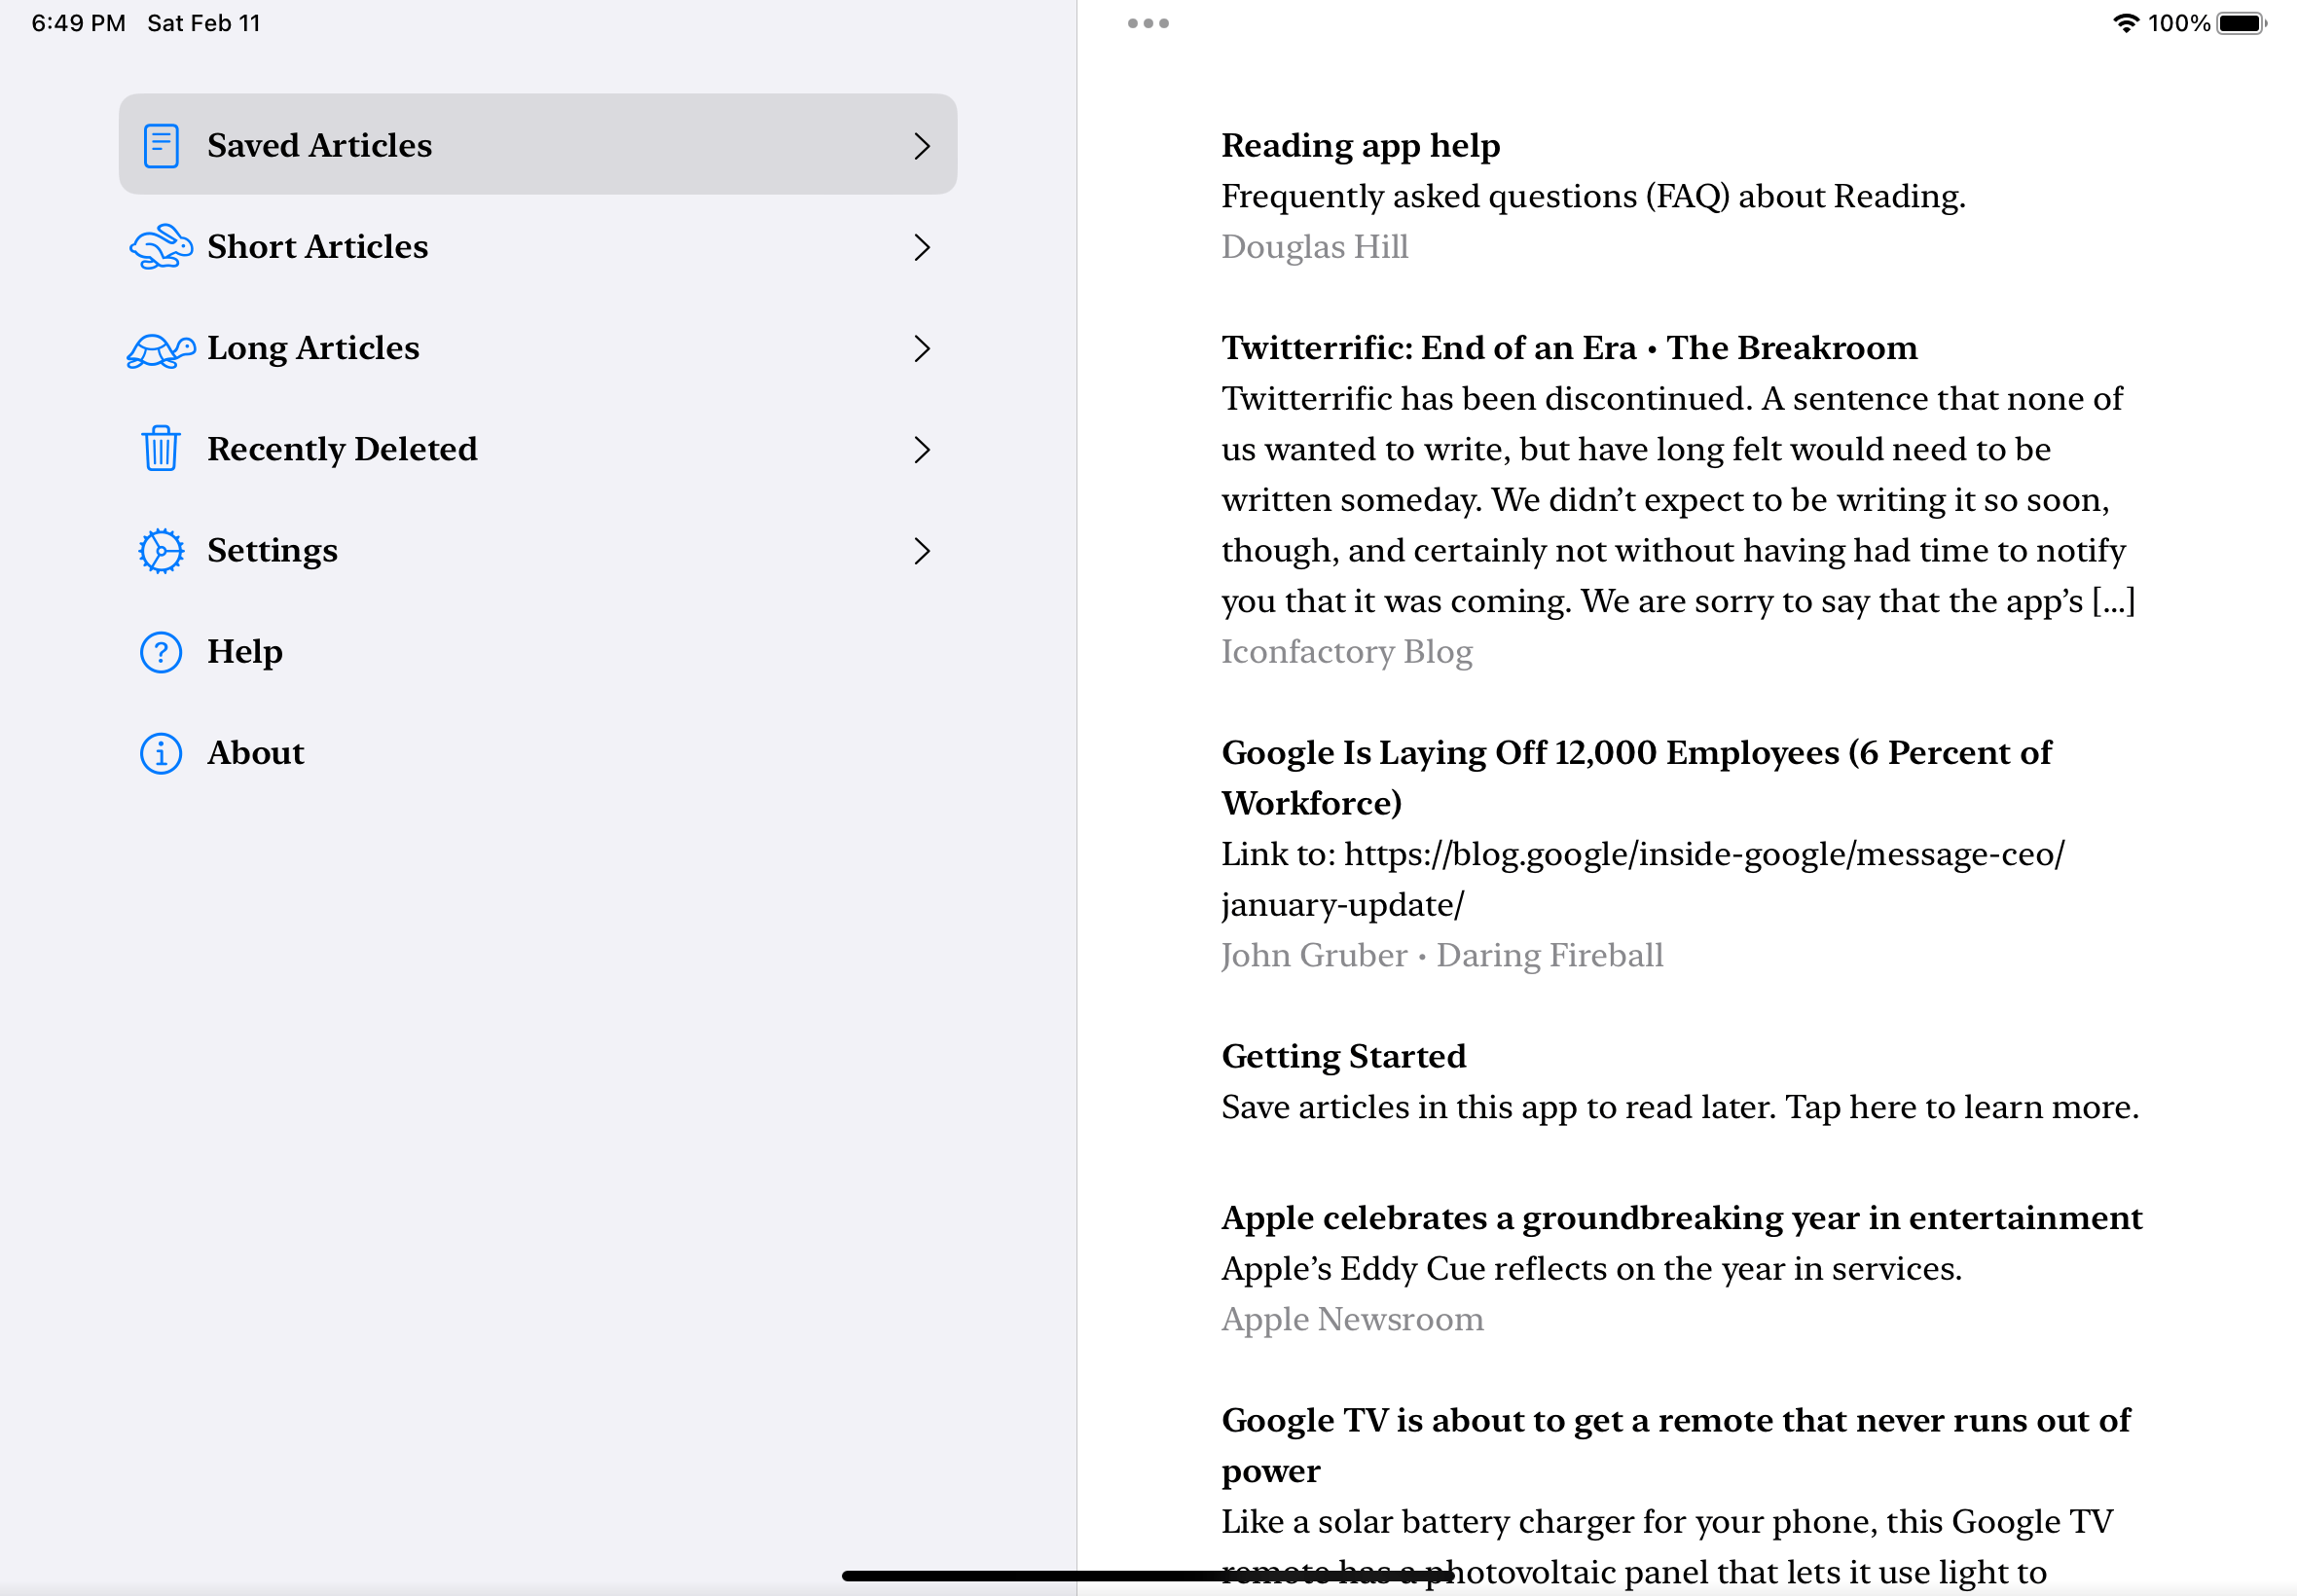 6:49 PM Sat Feb 11
100%
Saved Articles
Short Articles
Long Articles
Recently Deleted
Settings
Help
About
Reading app help
Frequently asked questions (FAQ) about Reading.
Douglas Hill
Twitterrific: End of an Era • The Breakroom
Twitterrific has been discontinued. A sentence that none of
us wanted to write, but have long felt would need to be
written someday. We didn’t expect to be writing it so soon,
though, and certainly not without having had time to notify
you that it was coming. We are sorry to say that the app’s [...]
Iconfactory Blog
Google Is Laying Off 12,000 Employees (6 Percent of
Workforce)
Link to: https://blog.google/inside-google/message-ceo/
january-update/
John Gruber • Daring Fireball
Getting Started
Save articles in this app to read later. Tap here to learn more.
Apple celebrates a groundbreaking year in entertainment
Apple’s Eddy Cue reflects on the year in services.
Apple Newsroom
Google TV is about to get a remote that never runs out of
power
Like a solar battery charger for your phone, this Google TV
remote has a photovoltaic panel that lets it use light to